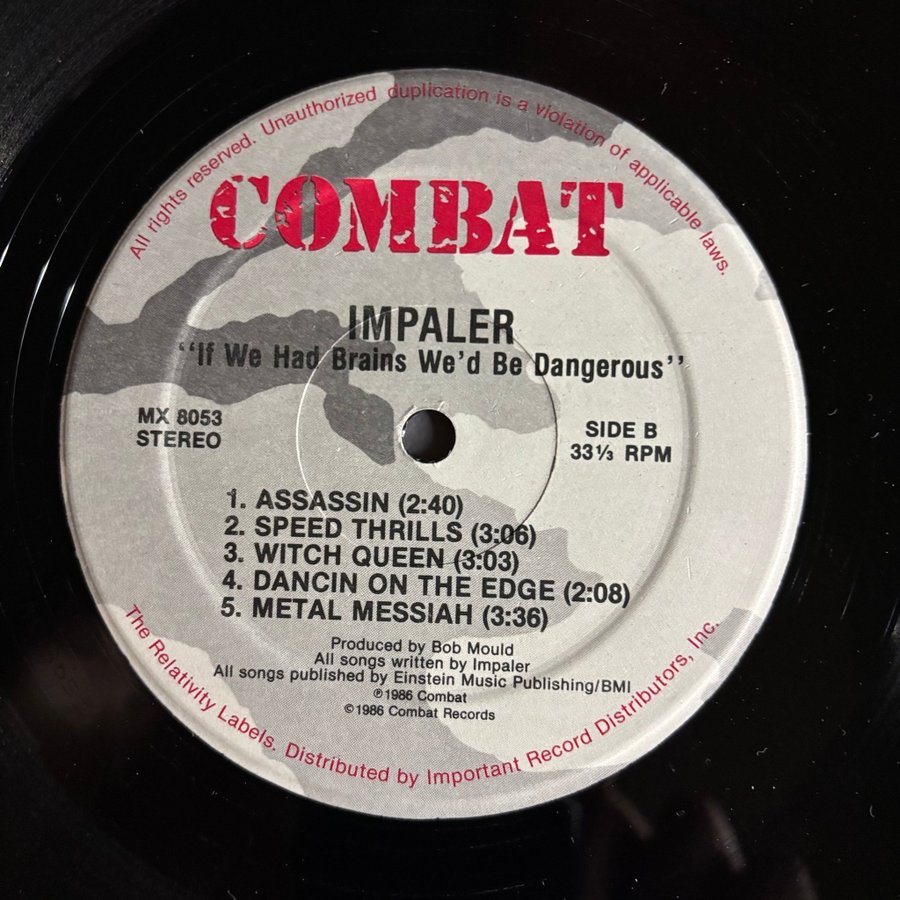 All rights reserved. Unauthorized duplication is a violation of applicable laws.
COMBAT
IMPALER
"If We Had Brains We'd Be Dangerous"
MX 8053
STEREO
SIDE B
33⅓ RPM
1. ASSASSIN (2:40)
2. SPEED THRILLS (3:06)
3. WITCH QUEEN (3:03)
4. DANCIN ON THE EDGE (2:08)
5. METAL MESSIAH (3:36)
Produced by Bob Mould
All songs written by Impaler
All songs published by Einstein Music Publishing/BMI
℗1986 Combat
©1986 Combat Records
The Relativity Labels. Distributed by Important Record Distributors, Inc.